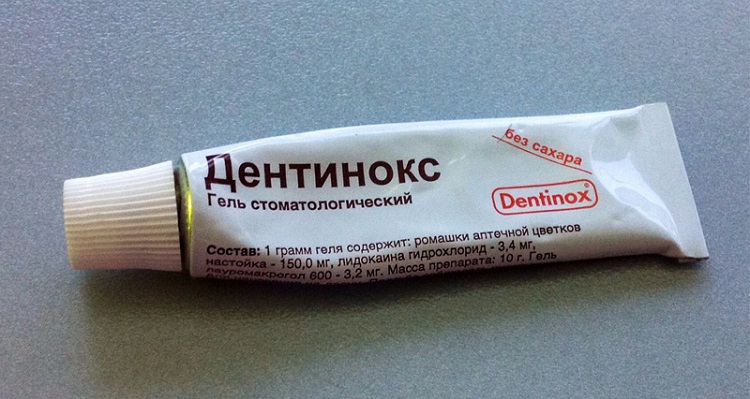 без сахара
Дентинокс
Гель стоматологический
Dentinox®
Состав: 1 грамм геля содержит: ромашки аптечной цветков
настойка - 150,0 мг, лидокаина гидрохлорид - 3,4 мг,
лауромакрогол 600 - 3,2 мг. Масса препарата: 10 г. Гель